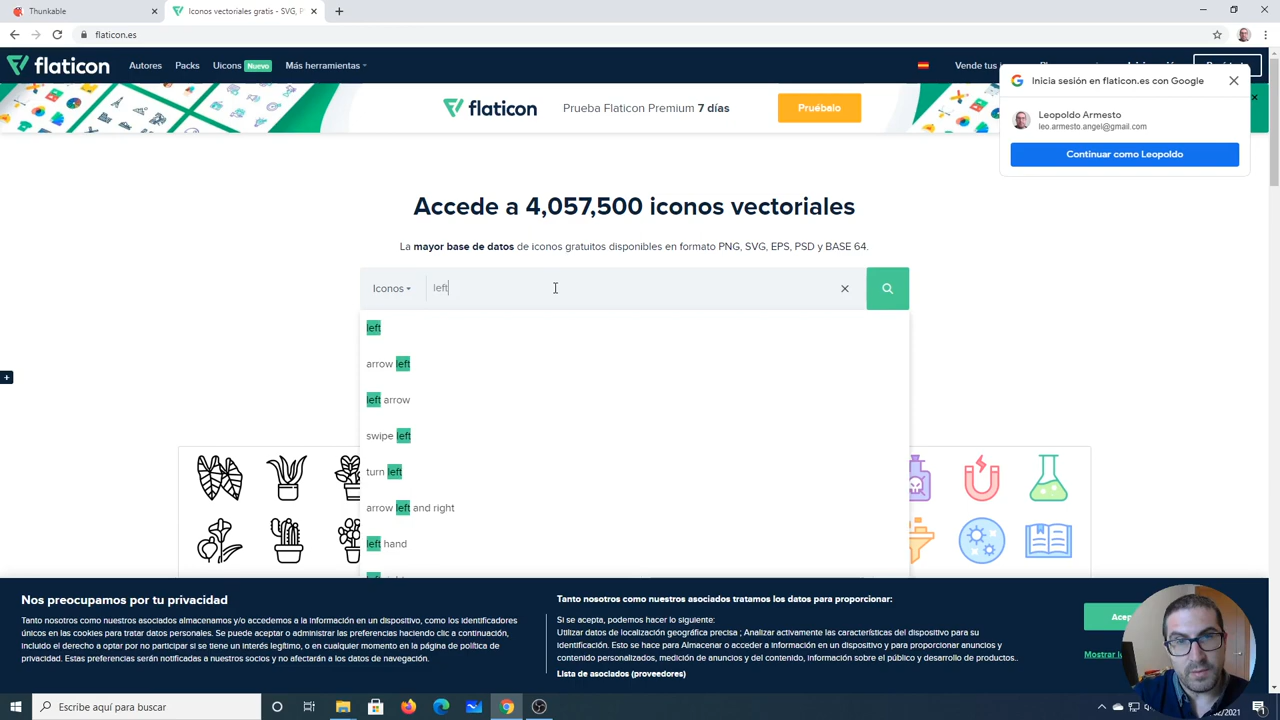 Thunkable
Iconos vectoriales gratis - SVG, P
flaticon.es
flaticon
Autores
Packs
Uicons
Nuevo
Más herramientas
Vende tus
Inicia sesión en flaticon.es con Google
Leopoldo Armesto
leo.armesto.angel@gmail.com
Continuar como Leopoldo
flaticon
Prueba Flaticon Premium 7 días
Pruébalo
Accede a 4,057,500 iconos vectoriales
La mayor base de datos de iconos gratuitos disponibles en formato PNG, SVG, EPS, PSD y BASE 64.
Iconos
left
left
arrow left
left arrow
swipe left
turn left
arrow left and right
left hand
Nos preocupamos por tu privacidad
Tanto nosotros como nuestros asociados almacenamos y/o accedemos a la información en un dispositivo, como los identificadores
únicos en las cookies para tratar datos personales. Se puede aceptar o administrar las preferencias haciendo clic a continuación,
incluido el derecho a optar por no participar si se tiene un interés legítimo, o en cualquier momento en la página de política de
privacidad. Estas preferencias serán notificadas a nuestros socios y no afectarán a los datos de navegación.
Tanto nosotros como nuestros asociados tratamos los datos para proporcionar:
Si se acepta, podemos hacer lo siguiente:
Utilizar datos de localización geográfica precisa ; Analizar activamente las características del dispositivo para su
identificación. Esto se hace para Almacenar o acceder a información en un dispositivo y para proporcionar anuncios y
contenido personalizados, medición de anuncios y del contenido, información sobre el público y desarrollo de productos..
Lista de asociados (proveedores)
Mostrar
Escribe aquí para buscar